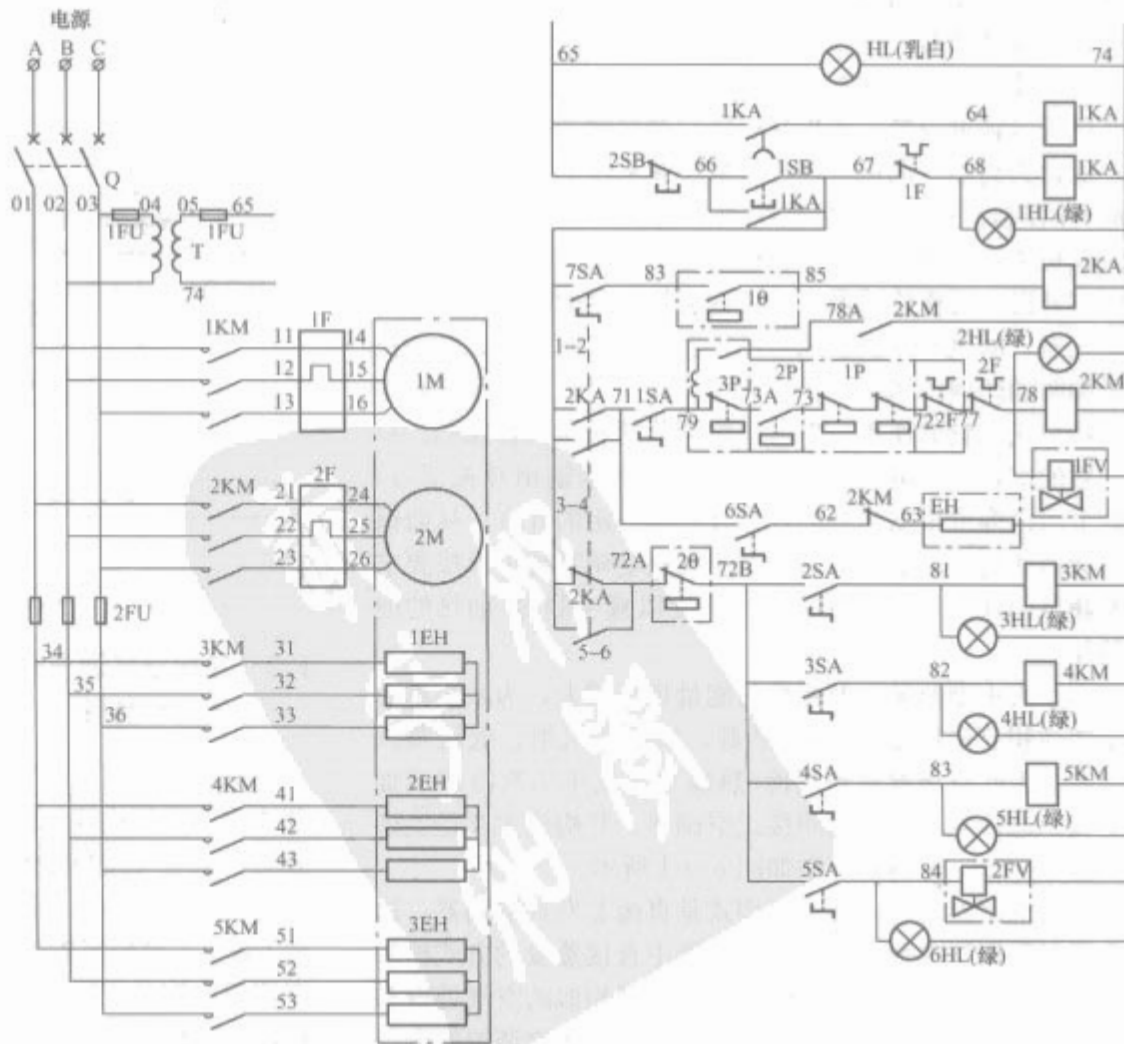 电源
A B C
Q
01 02 03 04 05 65
1FU 1FU
T
74
1KM 11 1F 14
12 15
13 16
1M
2KM 21 2F 24
22 25
23 26
2M
2FU
34
35
36
3KM 31 1EH
32
33
4KM 41 2EH
42
43
5KM 51 3EH
52
53
65 HL(乳白) 74
1KA 64 1KA
2SB 66 1SB 67 1F 68 1KA
1KA 1HL(绿)
7SA 83 1θ 85 2KA
78A 2KM 2HL(绿)
1-2
2KA 71 1SA 79 3P 73A 2P 73 1P 72 2F 77 2F 78 2KM
1FV
3-4
6SA 62 2KM 63 EH
2KA 72A 2θ 72B 2SA 81 3KM
3HL(绿)
5-6
3SA 82 4KM
4HL(绿)
4SA 83 5KM
5HL(绿)
5SA 84 2FV
6HL(绿)